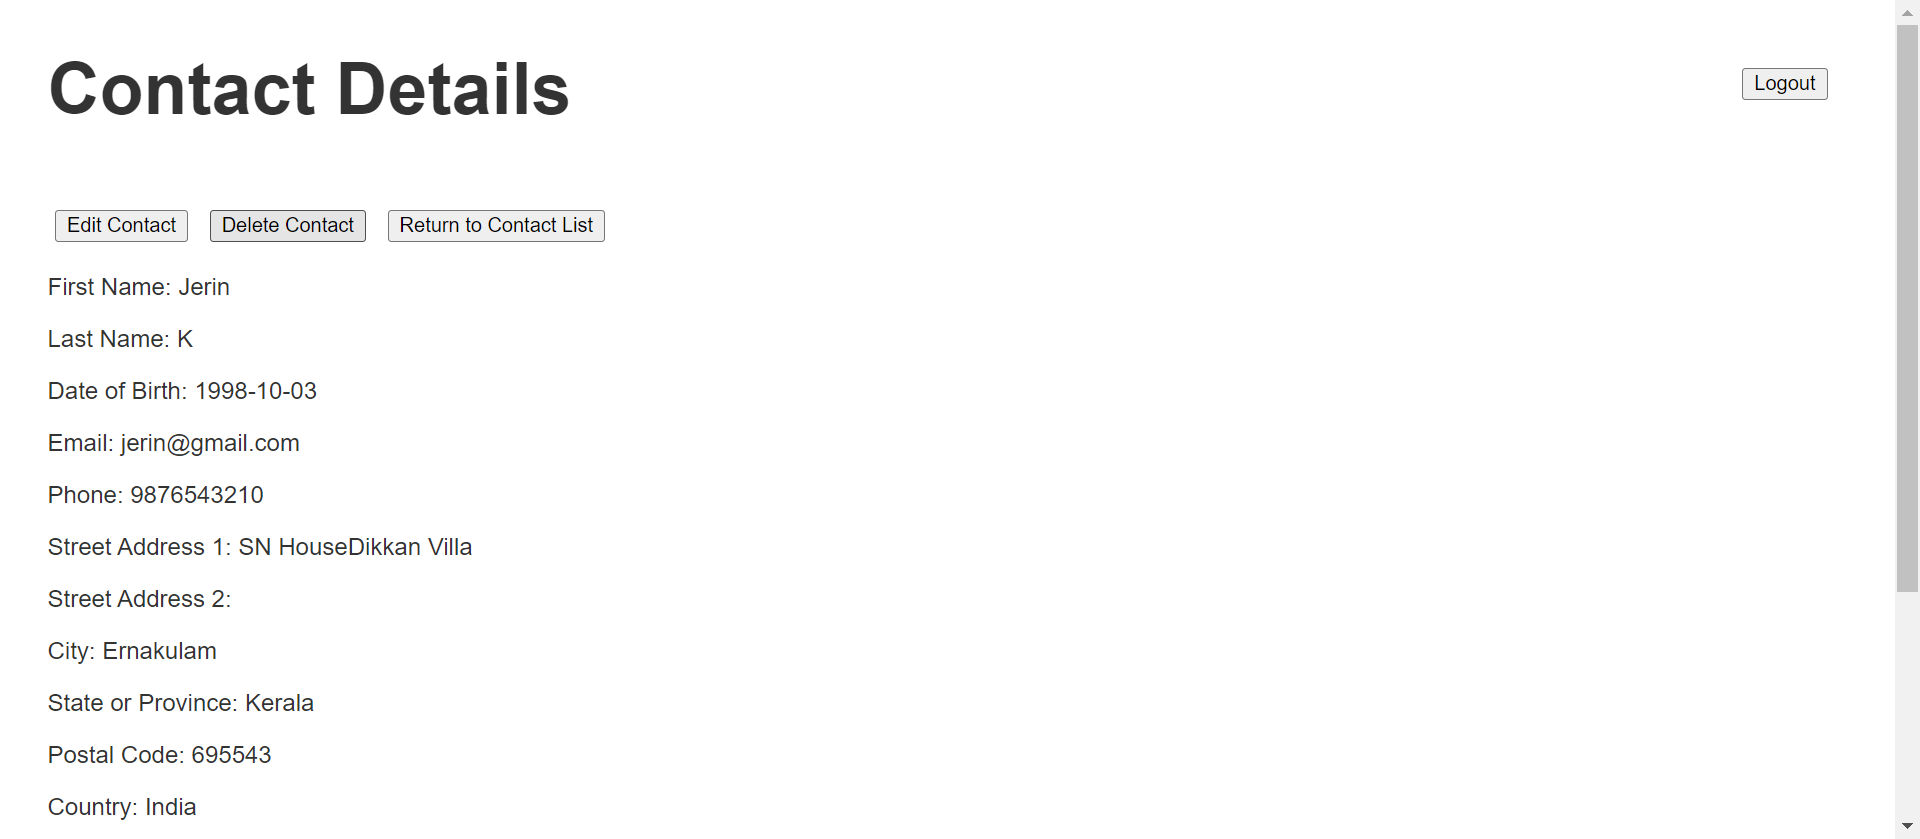 Contact Details
Logout
Edit Contact Delete Contact Return to Contact List
First Name: Jerin
Last Name: K
Date of Birth: 1998-10-03
Email: jerin@gmail.com
Phone: 9876543210
Street Address 1: SN HouseDikkan Villa
Street Address 2:
City: Ernakulam
State or Province: Kerala
Postal Code: 695543
Country: India